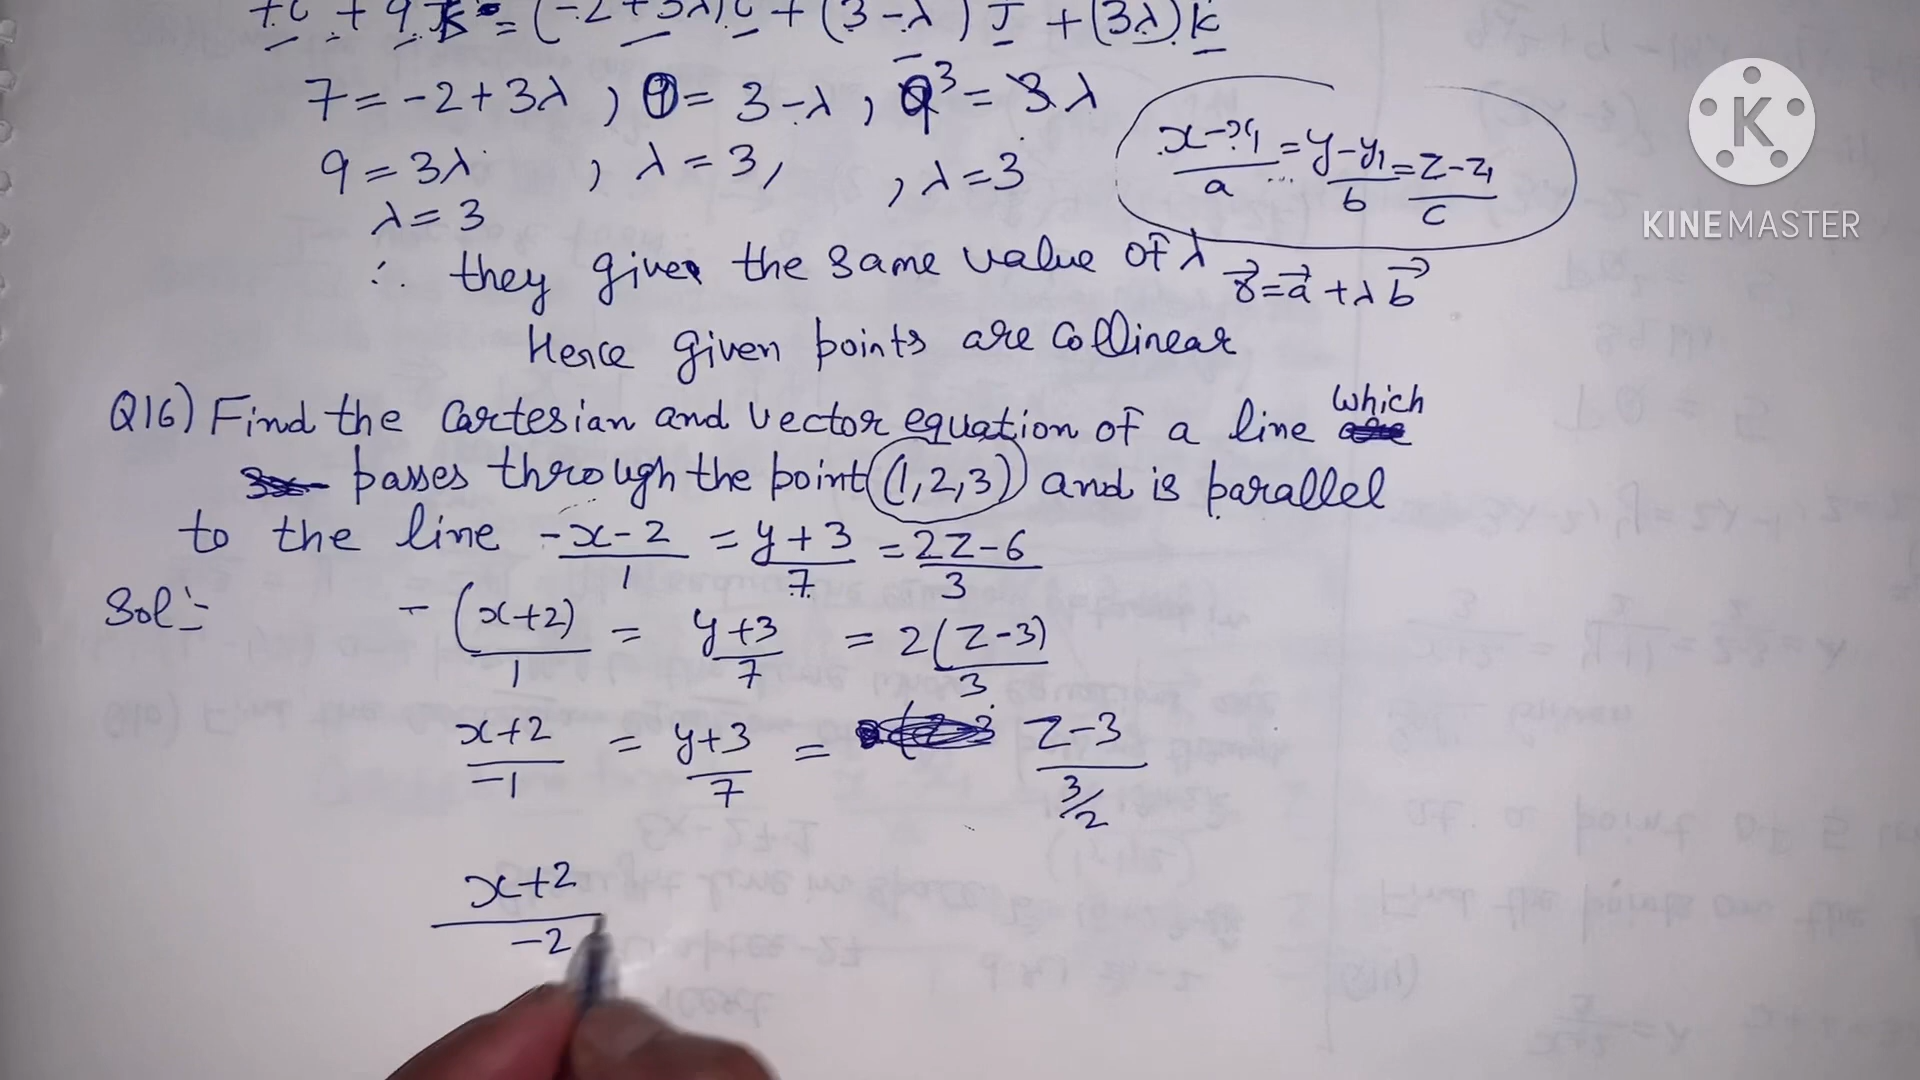 7 = -2+3λ , 0 = 3-λ , 9 3 = 3λ
9 = 3λ , λ = 3, , λ = 3
λ = 3
x-x1/a = y-y1/b = z-z1/c
K
KINEMASTER
∴ they give the same value of λ
r⃗ = a⃗ + λ b⃗
Hence given points are collinear
Q16) Find the Cartesian and Vector equation of a line which
passes through the point (1,2,3) and is parallel
to the line -x-2/1 = y+3/7 = 2z-6/3
Sol:- -(x+2)/1 = y+3/7 = 2(z-3)/3
x+2/-1 = y+3/7 = z-3/3/2
x+2/-2